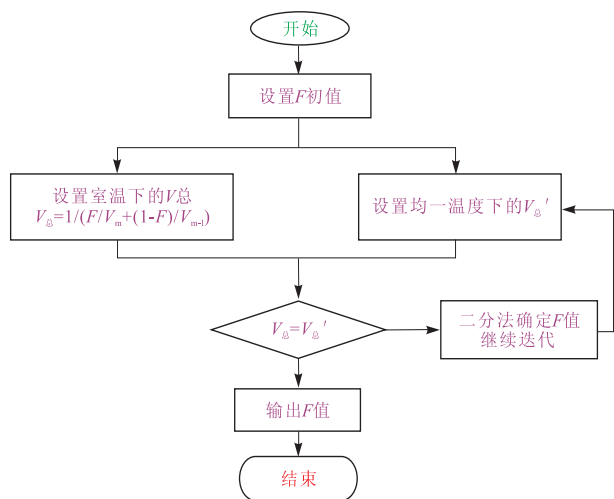 开始
设置F初值
设置室温下的V总
V总=1/(F/Vm+(1-F)/Vm-l)
设置均一温度下的V总′
V总=V总′
二分法确定F值
继续迭代
输出F值
结束